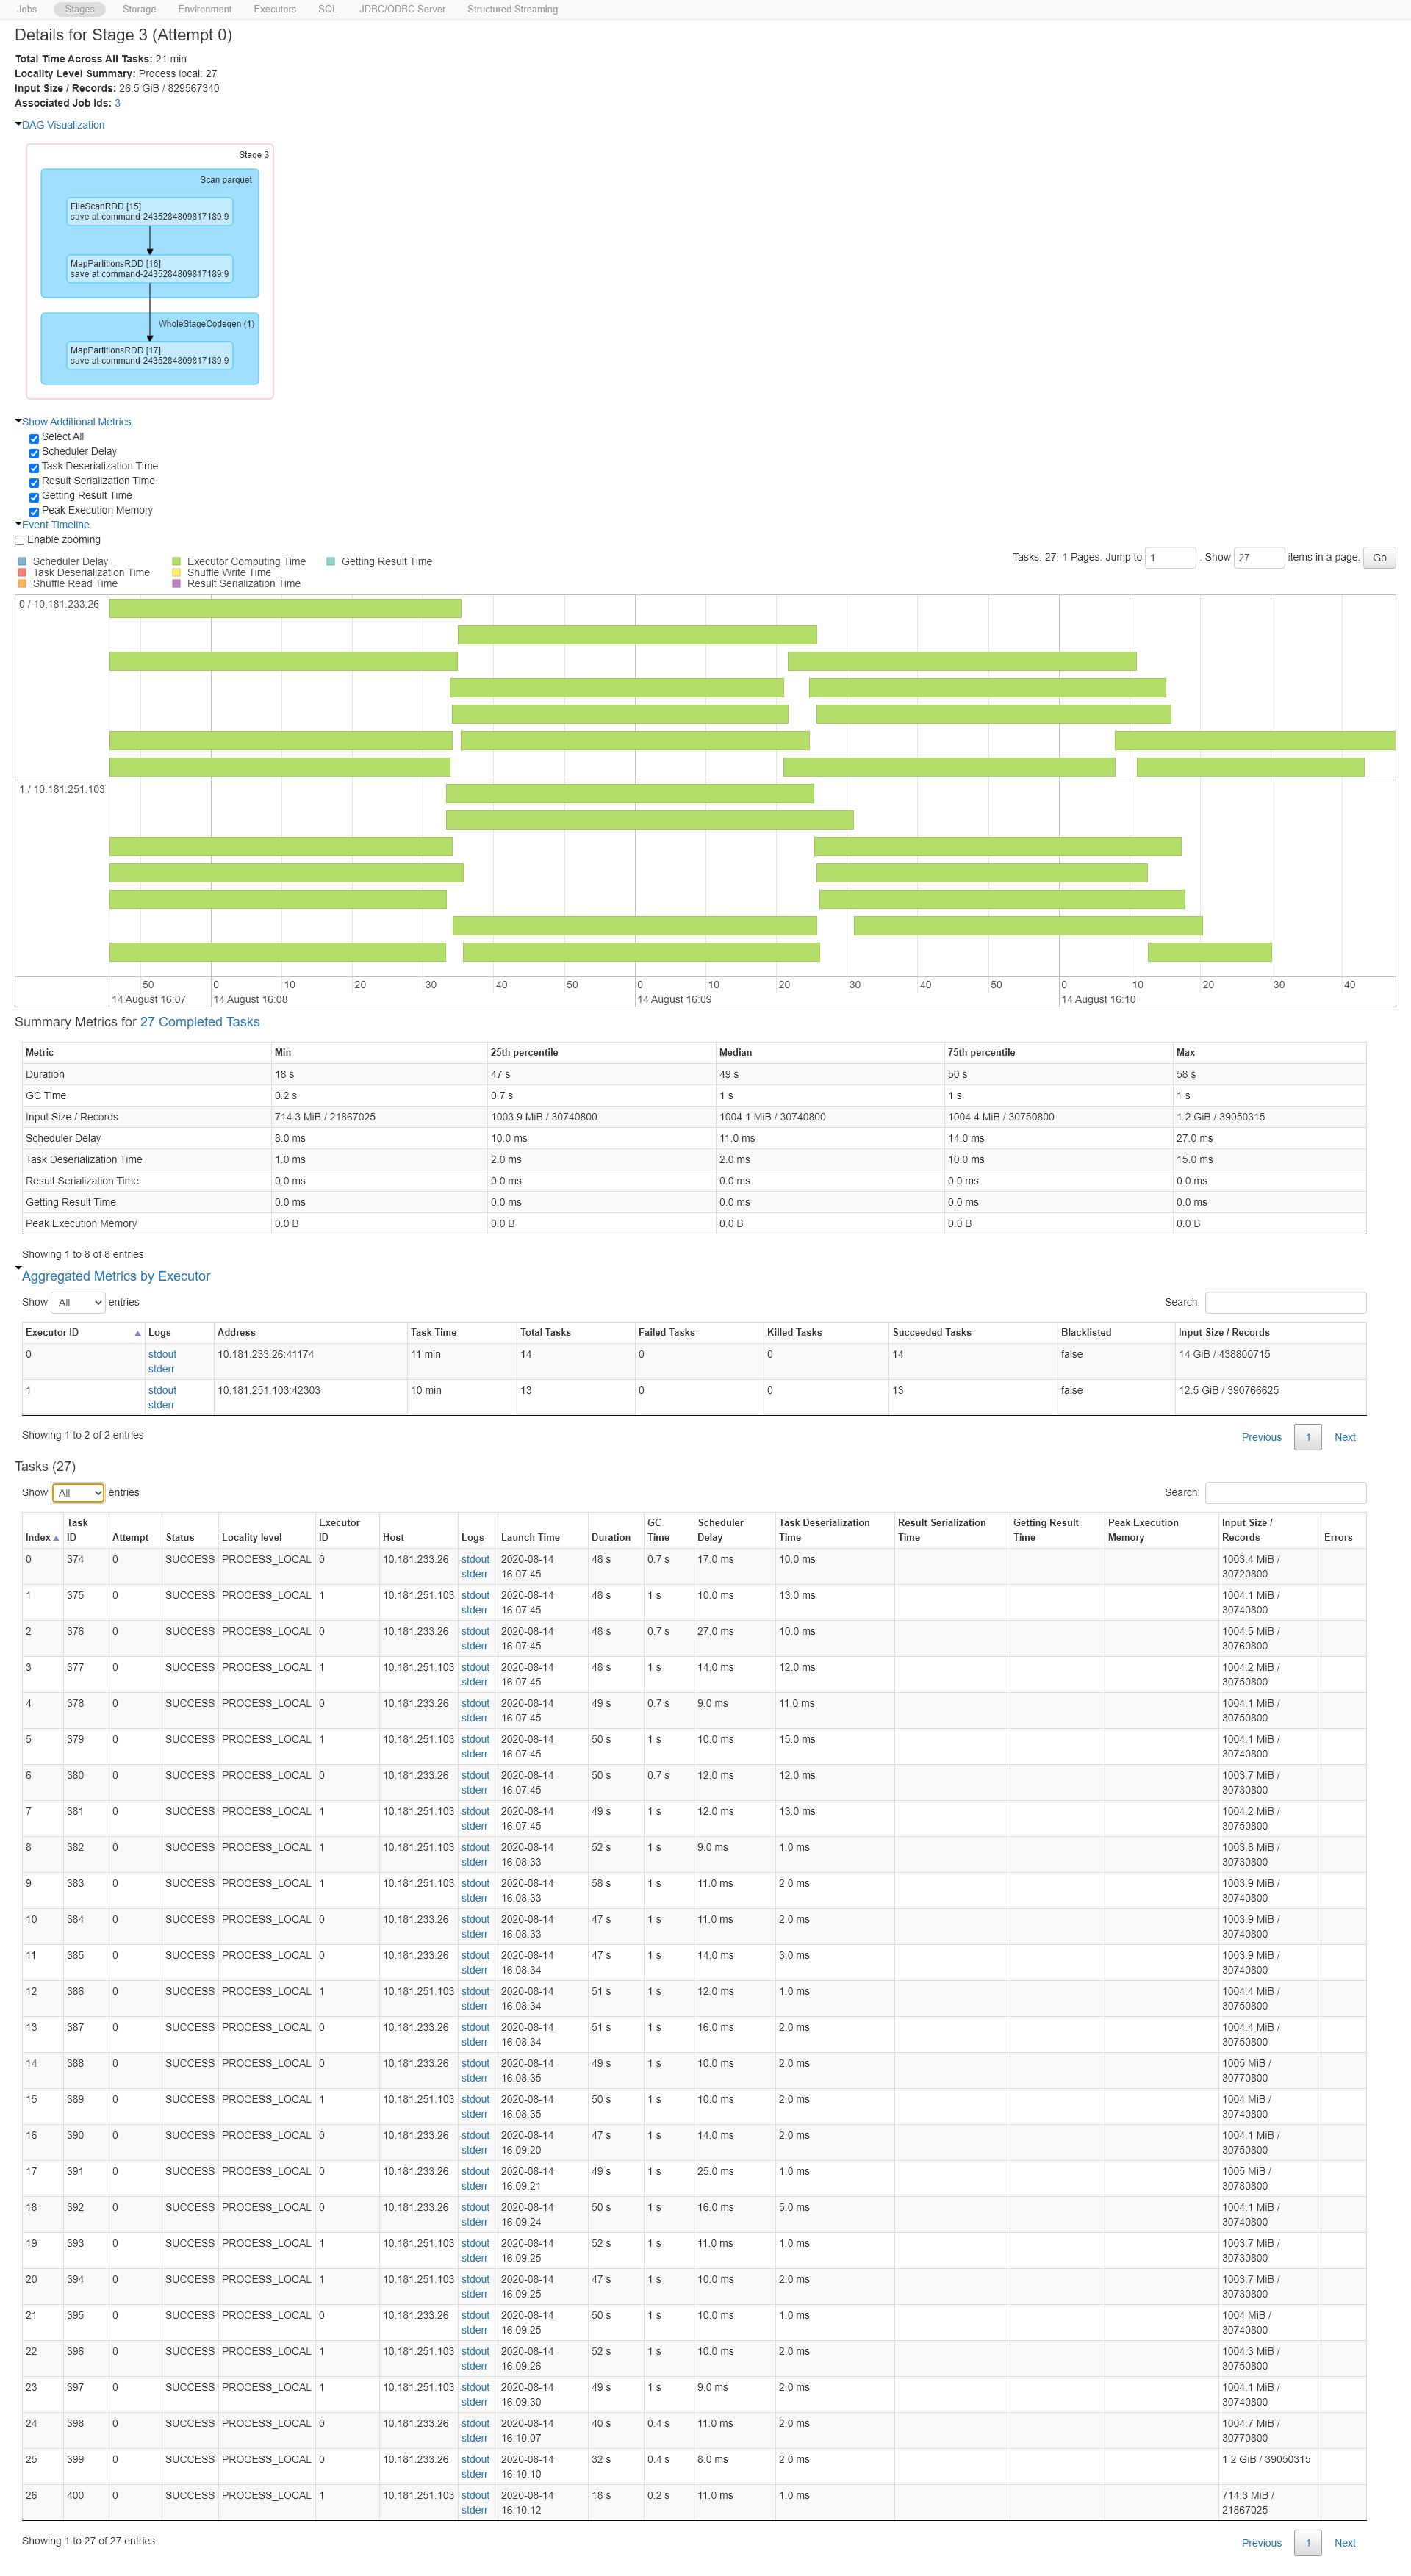 Jobs Stages Storage Environment Executors SQL JDBC/ODBC Server Structured Streaming
Details for Stage 3 (Attempt 0)
Total Time Across All Tasks: 21 min
Locality Level Summary: Process local: 27
Input Size / Records: 26.5 GiB / 829567340
Associated Job Ids: 3
DAG Visualization
Stage 3
Scan parquet
FileScanRDD [15]
save at command-2435284809817189:9
MapPartitionsRDD [16]
save at command-2435284809817189:9
WholeStageCodegen (1)
MapPartitionsRDD [17]
save at command-2435284809817189:9
Show Additional Metrics
Select All
Scheduler Delay
Task Deserialization Time
Result Serialization Time
Getting Result Time
Peak Execution Memory
Event Timeline
Enable zooming
Tasks: 27. 1 Pages. Jump to 1 . Show 27 items in a page. Go
Scheduler Delay Executor Computing Time Getting Result Time
Task Deserialization Time Shuffle Write Time
Shuffle Read Time Result Serialization Time
0 / 10.181.233.26
1 / 10.181.251.103
50 0 10 20 30 40 50 0 10 20 30 40 50 0 10 20 30 40
14 August 16:07 14 August 16:08 14 August 16:09 14 August 16:10
Summary Metrics for 27 Completed Tasks
Metric Min 25th percentile Median 75th percentile Max
Duration 18 s 47 s 49 s 50 s 58 s
GC Time 0.2 s 0.7 s 1 s 1 s 1 s
Input Size / Records 714.3 MiB / 21867025 1003.9 MiB / 30740800 1004.1 MiB / 30740800 1004.4 MiB / 30750800 1.2 GiB / 39050315
Scheduler Delay 8.0 ms 10.0 ms 11.0 ms 14.0 ms 27.0 ms
Task Deserialization Time 1.0 ms 2.0 ms 2.0 ms 10.0 ms 15.0 ms
Result Serialization Time 0.0 ms 0.0 ms 0.0 ms 0.0 ms 0.0 ms
Getting Result Time 0.0 ms 0.0 ms 0.0 ms 0.0 ms 0.0 ms
Peak Execution Memory 0.0 B 0.0 B 0.0 B 0.0 B 0.0 B
Showing 1 to 8 of 8 entries
Aggregated Metrics by Executor
Show All entries Search:
Executor ID Logs Address Task Time Total Tasks Failed Tasks Killed Tasks Succeeded Tasks Blacklisted Input Size / Records
0 stdout 10.181.233.26:41174 11 min 14 0 0 14 false 14 GiB / 438800715
stderr
1 stdout 10.181.251.103:42303 10 min 13 0 0 13 false 12.5 GiB / 390766625
stderr
Showing 1 to 2 of 2 entries Previous 1 Next
Tasks (27)
Show All entries Search:
Task Executor GC Scheduler Task Deserialization Result Serialization Getting Result Peak Execution Input Size /
Index ID Attempt Status Locality level ID Host Logs Launch Time Duration Time Delay Time Time Time Memory Records Errors
0 374 0 SUCCESS PROCESS_LOCAL 0 10.181.233.26 stdout 2020-08-14 48 s 0.7 s 17.0 ms 10.0 ms 1003.4 MiB /
stderr 16:07:45 30720800
1 375 0 SUCCESS PROCESS_LOCAL 1 10.181.251.103 stdout 2020-08-14 48 s 1 s 10.0 ms 13.0 ms 1004.1 MiB /
stderr 16:07:45 30740800
2 376 0 SUCCESS PROCESS_LOCAL 0 10.181.233.26 stdout 2020-08-14 48 s 0.7 s 27.0 ms 10.0 ms 1004.5 MiB /
stderr 16:07:45 30760800
3 377 0 SUCCESS PROCESS_LOCAL 1 10.181.251.103 stdout 2020-08-14 48 s 1 s 14.0 ms 12.0 ms 1004.2 MiB /
stderr 16:07:45 30750800
4 378 0 SUCCESS PROCESS_LOCAL 0 10.181.233.26 stdout 2020-08-14 49 s 0.7 s 9.0 ms 11.0 ms 1004.1 MiB /
stderr 16:07:45 30750800
5 379 0 SUCCESS PROCESS_LOCAL 1 10.181.251.103 stdout 2020-08-14 50 s 1 s 10.0 ms 15.0 ms 1004.1 MiB /
stderr 16:07:45 30740800
6 380 0 SUCCESS PROCESS_LOCAL 0 10.181.233.26 stdout 2020-08-14 50 s 0.7 s 12.0 ms 12.0 ms 1003.7 MiB /
stderr 16:07:45 30730800
7 381 0 SUCCESS PROCESS_LOCAL 1 10.181.251.103 stdout 2020-08-14 49 s 1 s 12.0 ms 13.0 ms 1004.2 MiB /
stderr 16:07:45 30750800
8 382 0 SUCCESS PROCESS_LOCAL 1 10.181.251.103 stdout 2020-08-14 52 s 1 s 9.0 ms 1.0 ms 1003.8 MiB /
stderr 16:08:33 30730800
9 383 0 SUCCESS PROCESS_LOCAL 1 10.181.251.103 stdout 2020-08-14 58 s 1 s 11.0 ms 2.0 ms 1003.9 MiB /
stderr 16:08:33 30740800
10 384 0 SUCCESS PROCESS_LOCAL 0 10.181.233.26 stdout 2020-08-14 47 s 1 s 11.0 ms 2.0 ms 1003.9 MiB /
stderr 16:08:33 30740800
11 385 0 SUCCESS PROCESS_LOCAL 0 10.181.233.26 stdout 2020-08-14 47 s 1 s 14.0 ms 3.0 ms 1003.9 MiB /
stderr 16:08:34 30740800
12 386 0 SUCCESS PROCESS_LOCAL 1 10.181.251.103 stdout 2020-08-14 51 s 1 s 12.0 ms 1.0 ms 1004.4 MiB /
stderr 16:08:34 30750800
13 387 0 SUCCESS PROCESS_LOCAL 0 10.181.233.26 stdout 2020-08-14 51 s 1 s 16.0 ms 2.0 ms 1004.4 MiB /
stderr 16:08:34 30750800
14 388 0 SUCCESS PROCESS_LOCAL 0 10.181.233.26 stdout 2020-08-14 49 s 1 s 10.0 ms 2.0 ms 1005 MiB /
stderr 16:08:35 30770800
15 389 0 SUCCESS PROCESS_LOCAL 1 10.181.251.103 stdout 2020-08-14 50 s 1 s 10.0 ms 2.0 ms 1004 MiB /
stderr 16:08:35 30740800
16 390 0 SUCCESS PROCESS_LOCAL 0 10.181.233.26 stdout 2020-08-14 47 s 1 s 14.0 ms 2.0 ms 1004.1 MiB /
stderr 16:09:20 30750800
17 391 0 SUCCESS PROCESS_LOCAL 0 10.181.233.26 stdout 2020-08-14 49 s 1 s 25.0 ms 1.0 ms 1005 MiB /
stderr 16:09:21 30780800
18 392 0 SUCCESS PROCESS_LOCAL 0 10.181.233.26 stdout 2020-08-14 50 s 1 s 16.0 ms 5.0 ms 1004.1 MiB /
stderr 16:09:24 30740800
19 393 0 SUCCESS PROCESS_LOCAL 1 10.181.251.103 stdout 2020-08-14 52 s 1 s 11.0 ms 1.0 ms 1003.7 MiB /
stderr 16:09:25 30730800
20 394 0 SUCCESS PROCESS_LOCAL 1 10.181.251.103 stdout 2020-08-14 47 s 1 s 10.0 ms 2.0 ms 1003.7 MiB /
stderr 16:09:25 30730800
21 395 0 SUCCESS PROCESS_LOCAL 0 10.181.233.26 stdout 2020-08-14 50 s 1 s 10.0 ms 1.0 ms 1004 MiB /
stderr 16:09:25 30740800
22 396 0 SUCCESS PROCESS_LOCAL 1 10.181.251.103 stdout 2020-08-14 52 s 1 s 10.0 ms 2.0 ms 1004.3 MiB /
stderr 16:09:26 30750800
23 397 0 SUCCESS PROCESS_LOCAL 1 10.181.251.103 stdout 2020-08-14 49 s 1 s 9.0 ms 2.0 ms 1004.1 MiB /
stderr 16:09:30 30740800
24 398 0 SUCCESS PROCESS_LOCAL 0 10.181.233.26 stdout 2020-08-14 40 s 0.4 s 11.0 ms 2.0 ms 1004.7 MiB /
stderr 16:10:07 30770800
25 399 0 SUCCESS PROCESS_LOCAL 0 10.181.233.26 stdout 2020-08-14 32 s 0.4 s 8.0 ms 2.0 ms 1.2 GiB / 39050315
stderr 16:10:10
26 400 0 SUCCESS PROCESS_LOCAL 1 10.181.251.103 stdout 2020-08-14 18 s 0.2 s 11.0 ms 1.0 ms 714.3 MiB /
stderr 16:10:12 21867025
Showing 1 to 27 of 27 entries Previous 1 Next